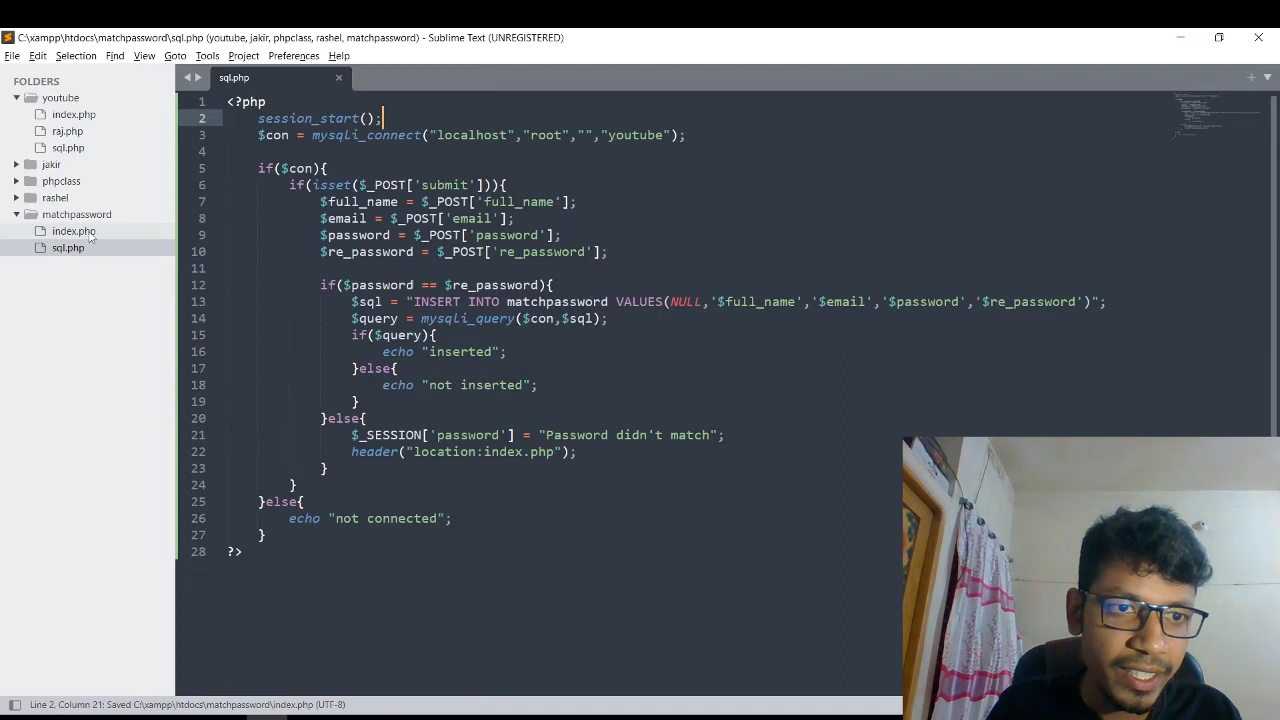 C:\xampp\htdocs\matchpassword\sql.php (youtube, jakir, phpclass, rashel, matchpassword) - Sublime Text (UNREGISTERED)
File Edit Selection Find View Goto Tools Project Preferences Help
FOLDERS
youtube
index.php
raj.php
sql.php
jakir
phpclass
rashel
matchpassword
index.php
sql.php
sql.php
1 <?php
2 session_start();
3 $con = mysqli_connect("localhost","root","","youtube");
4
5 if($con){
6 if(isset($_POST['submit'])){
7 $full_name = $_POST['full_name'];
8 $email = $_POST['email'];
9 $password = $_POST['password'];
10 $re_password = $_POST['re_password'];
11
12 if($password == $re_password){
13 $sql = "INSERT INTO matchpassword VALUES(NULL,'$full_name','$email','$password','$re_password')";
14 $query = mysqli_query($con,$sql);
15 if($query){
16 echo "inserted";
17 }else{
18 echo "not inserted";
19 }
20 }else{
21 $_SESSION['password'] = "Password didn't match";
22 header("location:index.php");
23 }
24 }
25 }else{
26 echo "not connected";
27 }
28 ?>
Line 2, Column 21: Saved C:\xampp\htdocs\matchpassword\index.php (UTF-8)